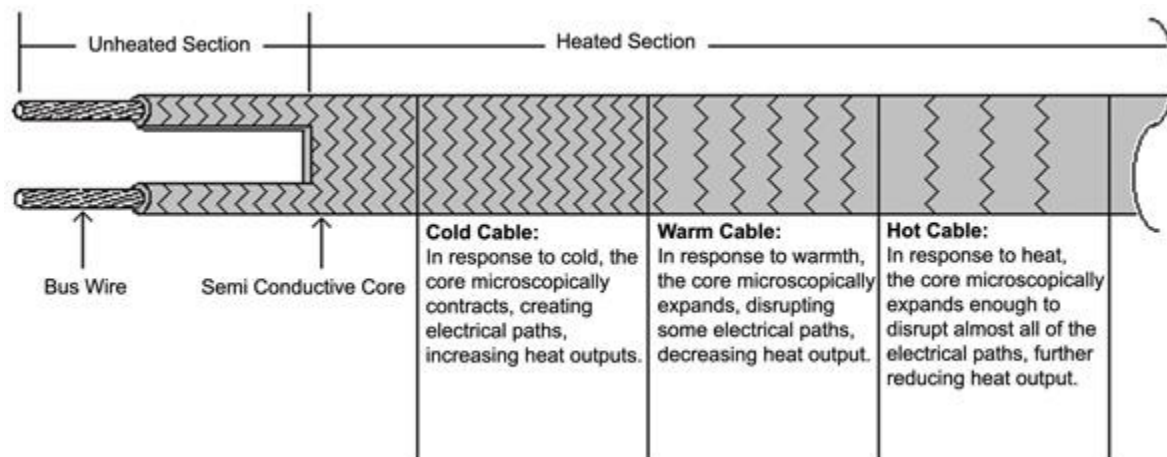 Unheated Section
Heated Section
Bus Wire
Semi Conductive Core
Cold Cable:
In response to cold, the
core microscopically
contracts, creating
electrical paths,
increasing heat outputs.
Warm Cable:
In response to warmth,
the core microscopically
expands, disrupting
some electrical paths,
decreasing heat output.
Hot Cable:
In response to heat,
the core microscopically
expands enough to
disrupt almost all of the
electrical paths, further
reducing heat output.